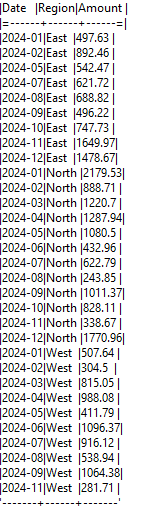 |Date   |Region|Amount |
|=-------+------+------=|
|2024-01|East  |497.63 |
|2024-02|East  |892.46 |
|2024-05|East  |542.47 |
|2024-07|East  |621.72 |
|2024-08|East  |688.82 |
|2024-09|East  |496.22 |
|2024-10|East  |747.73 |
|2024-11|East  |1649.97|
|2024-12|East  |1478.67|
|2024-01|North |2179.53|
|2024-02|North |888.71 |
|2024-03|North |1220.7 |
|2024-04|North |1287.94|
|2024-05|North |1080.5 |
|2024-06|North |432.96 |
|2024-07|North |622.79 |
|2024-08|North |243.85 |
|2024-09|North |1011.37|
|2024-10|North |828.11 |
|2024-11|North |338.67 |
|2024-12|North |1770.96|
|2024-01|West  |507.64 |
|2024-02|West  |304.5  |
|2024-03|West  |815.05 |
|2024-04|West  |988.08 |
|2024-05|West  |411.79 |
|2024-06|West  |1096.37|
|2024-07|West  |916.12 |
|2024-08|West  |538.94 |
|2024-09|West  |1064.38|
|2024-11|West  |281.71 |
'-------+------+-------'